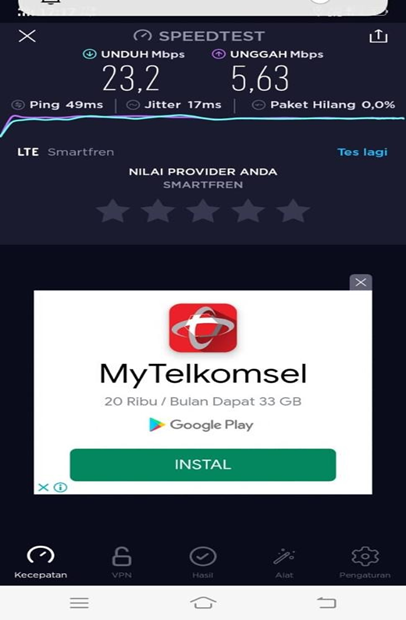 SPEEDTEST
UNDUH Mbps UNGGAH Mbps
23,2 5,63
Ping 49ms Jitter 17ms Paket Hilang 0,0%
LTE Smartfren Tes lagi
NILAI PROVIDER ANDA
SMARTFREN
MyTelkomsel
20 Ribu / Bulan Dapat 33 GB
Google Play
INSTAL
Kecepatan VPN Hasil Alat Pengaturan